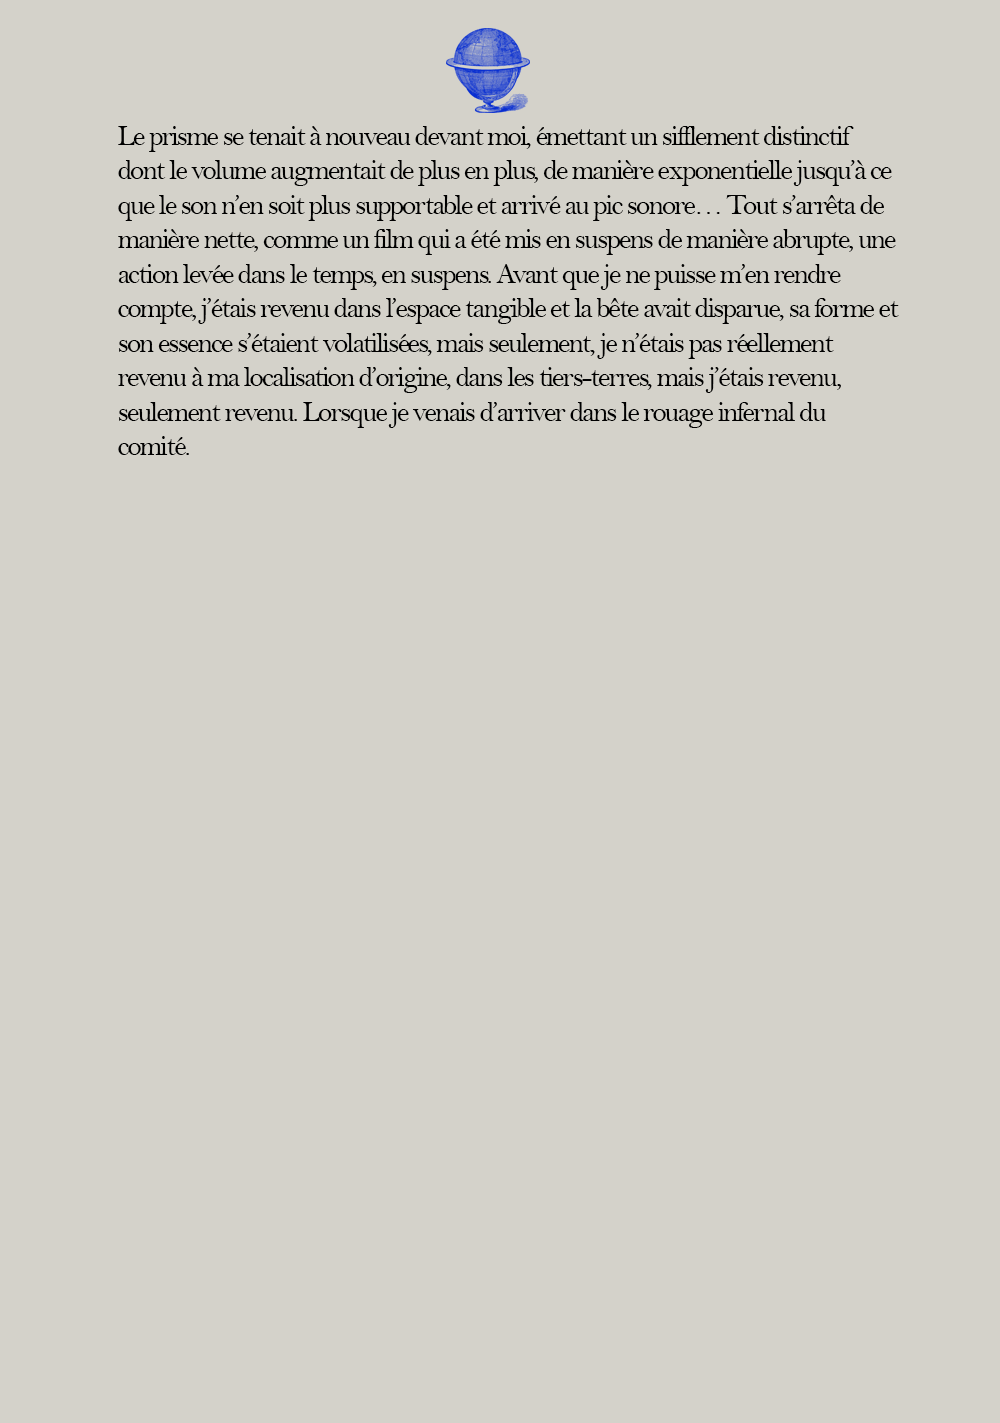 Le prisme se tenait à nouveau devant moi, émettant un sifflement distinctif
dont le volume augmentait de plus en plus, de manière exponentielle jusqu’à ce
que le son n’en soit plus supportable et arrivé au pic sonore… Tout s’arrêta de
manière nette, comme un film qui a été mis en suspens de manière abrupte, une
action levée dans le temps, en suspens. Avant que je ne puisse m’en rendre
compte, j’étais revenu dans l’espace tangible et la bête avait disparue, sa forme et
son essence s’étaient volatilisées, mais seulement, je n’étais pas réellement
revenu à ma localisation d’origine, dans les tiers-terres, mais j’étais revenu,
seulement revenu. Lorsque je venais d’arriver dans le rouage infernal du
comité.